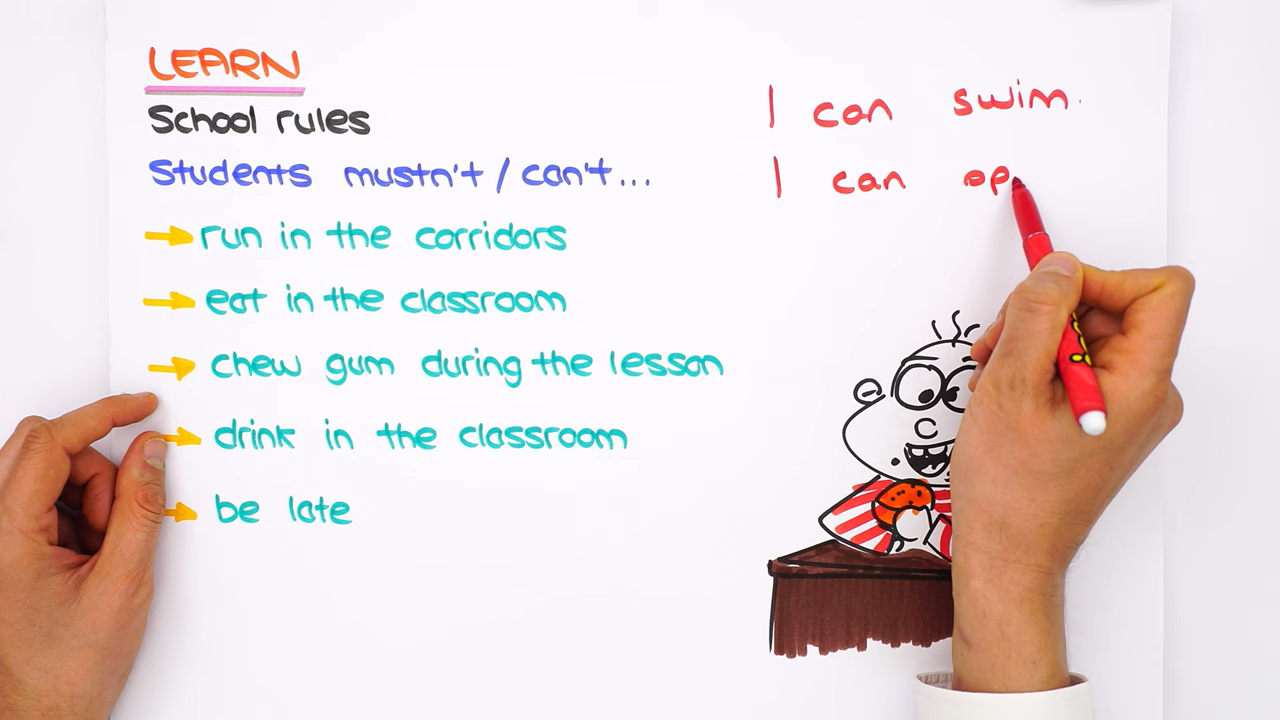 LEARN
School rules
Students mustn't / can't...
run in the corridors
eat in the classroom
chew gum during the lesson
drink in the classroom
be late
I can swim.
I can op